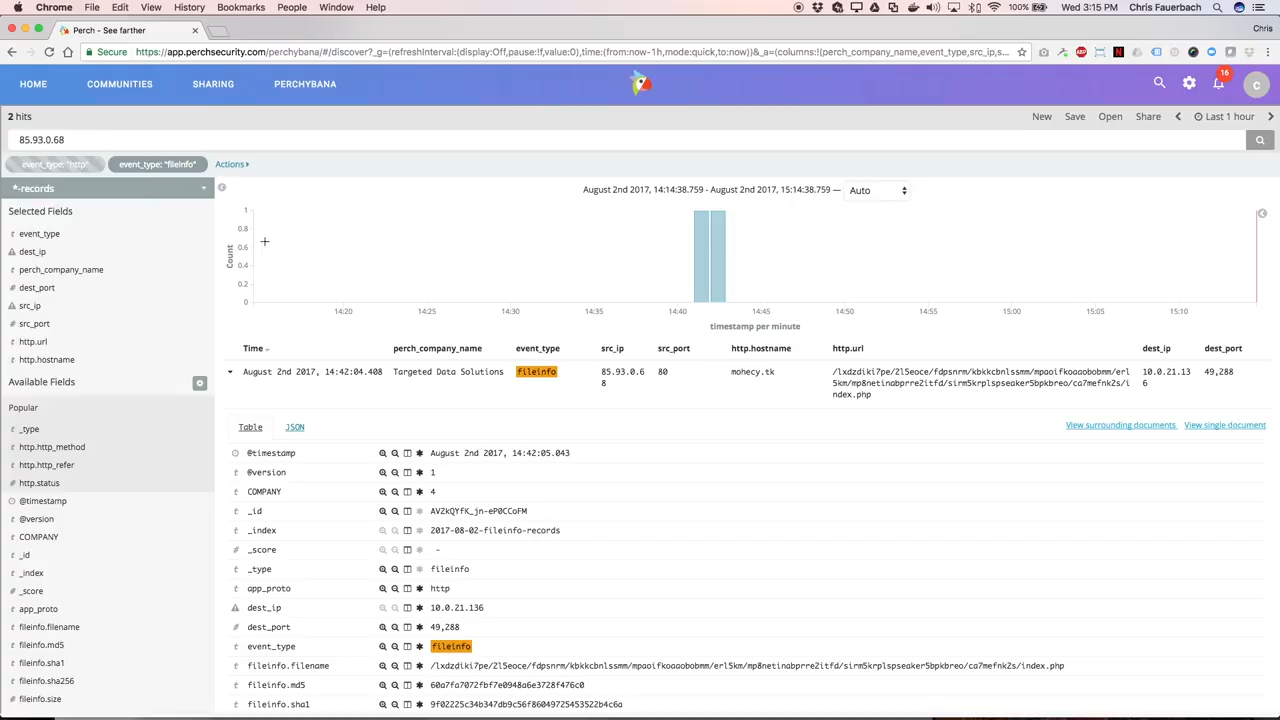 Chrome File Edit View History Bookmarks People Window Help 100% Wed 3:15 PM Chris Fauerbach
Perch - See farther Chris
Secure https://app.perchsecurity.com/perchybana/#/discover?_g=(refreshInterval:(display:Off,pause:!f,value:0),time:(from:now-1h,mode:quick,to:now))&_a=(columns:!(perch_company_name,event_type,src_ip,s...
HOME COMMUNITIES SHARING PERCHYBANA 16 C
2 hits New Save Open Share Last 1 hour
85.93.0.68
event_type: "http" event_type: "fileinfo" Actions
*-records
August 2nd 2017, 14:14:38.759 - August 2nd 2017, 15:14:38.759 — Auto
Selected Fields
event_type
dest_ip
perch_company_name
dest_port
src_ip
src_port
http.url
http.hostname
Available Fields
Popular
_type
http.http_method
http.http_refer
http.status
@timestamp
@version
COMPANY
_id
_index
_score
app_proto
fileinfo.filename
fileinfo.md5
fileinfo.sha1
fileinfo.sha256
fileinfo.size
Count
1
0.8
0.6
0.4
0.2
0
14:20 14:25 14:30 14:35 14:40 14:45 14:50 14:55 15:00 15:05 15:10
timestamp per minute
Time perch_company_name event_type src_ip src_port http.hostname http.url dest_ip dest_port
August 2nd 2017, 14:42:04.408 Targeted Data Solutions fileinfo 85.93.0.6 80 mohecy.tk /lxdzdiki7pe/2l5eoce/fdpsnrm/kbkkcbnlssmm/mpaoifkoaaobobmm/erl 10.0.21.13 49,288
8 5km/mp8netinabprre2itfd/sirm5krplspseaker5bpkbreo/ca7mefnk2s/i 6
ndex.php
Table JSON View surrounding documents View single document
@timestamp August 2nd 2017, 14:42:05.043
@version 1
COMPANY 4
_id AV2kQYfK_jn-eP0CCoFM
_index 2017-08-02-fileinfo-records
_score -
_type fileinfo
app_proto http
dest_ip 10.0.21.136
dest_port 49,288
event_type fileinfo
fileinfo.filename /lxdzdiki7pe/2l5eoce/fdpsnrm/kbkkcbnlssmm/mpaoifkoaaobobmm/erl5km/mp8netinabprre2itfd/sirm5krplspseaker5bpkbreo/ca7mefnk2s/index.php
fileinfo.md5 60a7fa7072fbf7e0948a6e3728f476c0
fileinfo.sha1 9f02225c34b347db9c56f86049725453522b4c6a